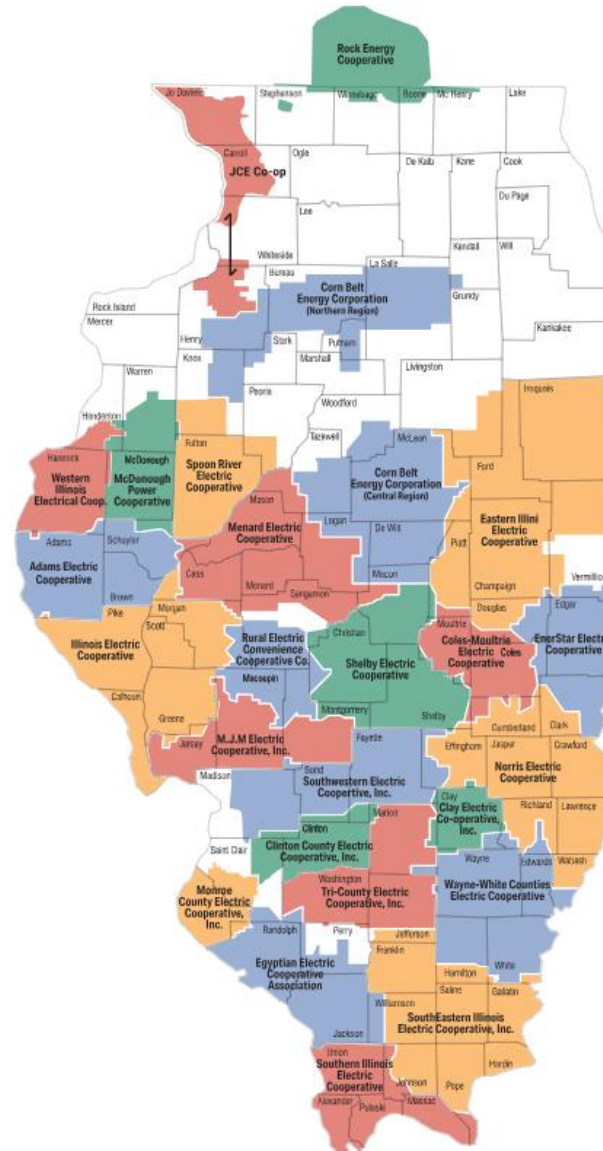 Rock Energy
Cooperative
Jo Daviess
Stephenson
Winnebago
Boone
Mc Henry
Lake
Carroll
JCE Co-op
Ogle
De Kalb
Kane
Cook
Du Page
Lee
Whiteside
Kendall
Will
Bureau
La Salle
Corn Belt
Energy Corporation
(Northern Region)
Grundy
Rock Island
Mercer
Henry
Knox
Stark
Putnam
Marshall
Kankakee
Warren
Peoria
Livingston
Woodford
Iroquois
Henderson
Tazewell
McLean
Hancock
Western
Illinois
Electrical Coop.
McDonough
McDonough
Power
Cooperative
Fulton
Spoon River
Electric
Cooperative
Mason
Corn Belt
Energy Corporation
(Central Region)
Ford
Eastern Illini
Electric
Cooperative
Logan
De Witt
Menard Electric
Cooperative
Adams
Schuyler
Adams Electric
Cooperative
Brown
Cass
Menard
Sangamon
Macon
Piatt
Champaign
Vermilion
Pike
Morgan
Scott
Illinois Electric
Cooperative
Rural Electric
Convenience
Cooperative Co.
Christian
Shelby Electric
Cooperative
Douglas
Edgar
Moultrie
Coles-Moultrie
Electric
Cooperative
Coles
EnerStar Electri
Cooperative
Macoupin
Calhoun
Greene
Montgomery
Shelby
Cumberland
Clark
Jersey
M.J.M Electric
Cooperative, Inc.
Fayette
Effingham
Jasper
Crawford
Norris Electric
Cooperative
Madison
Bond
Southwestern Electric
Coopertive, Inc.
Clay
Clay Electric
Co-operative,
Inc.
Richland
Lawrence
Marion
Clinton
Clinton County Electric
Cooperative, Inc.
Saint Clair
Wayne
Edwards
Wabash
Wayne-White Counties
Electric Cooperative
Washington
Tri-County Electric
Cooperative, Inc.
Monroe
County Electric
Cooperative,
Inc.
Randolph
Perry
Jefferson
Franklin
Egyptian Electric
Cooperative
Association
Hamilton
White
Saline
Gallatin
Williamson
SouthEastern Illinois
Electric Cooperative, Inc.
Jackson
Union
Southern Illinois
Electric
Cooperative
Johnson
Pope
Hardin
Alexander
Pulaski
Massac